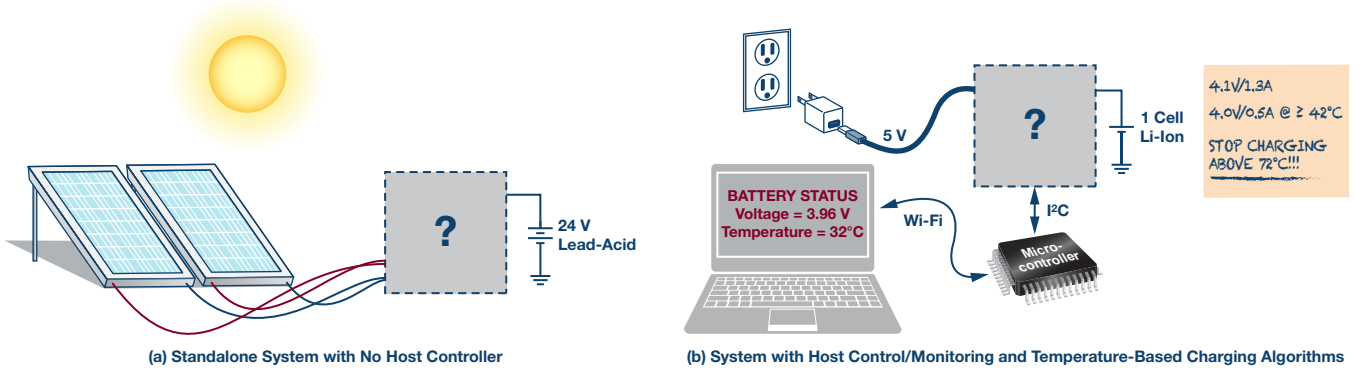 ?
24 V
Lead-Acid
(a) Standalone System with No Host Controller
5 V
?
1 Cell
Li-Ion
4.1V/1.3A
4.0V/0.5A @ ≥ 42°C
STOP CHARGING
ABOVE 72°C!!!
BATTERY STATUS
Voltage = 3.96 V
Temperature = 32°C
Wi-Fi
I²C
Micro-
controller
(b) System with Host Control/Monitoring and Temperature-Based Charging Algorithms